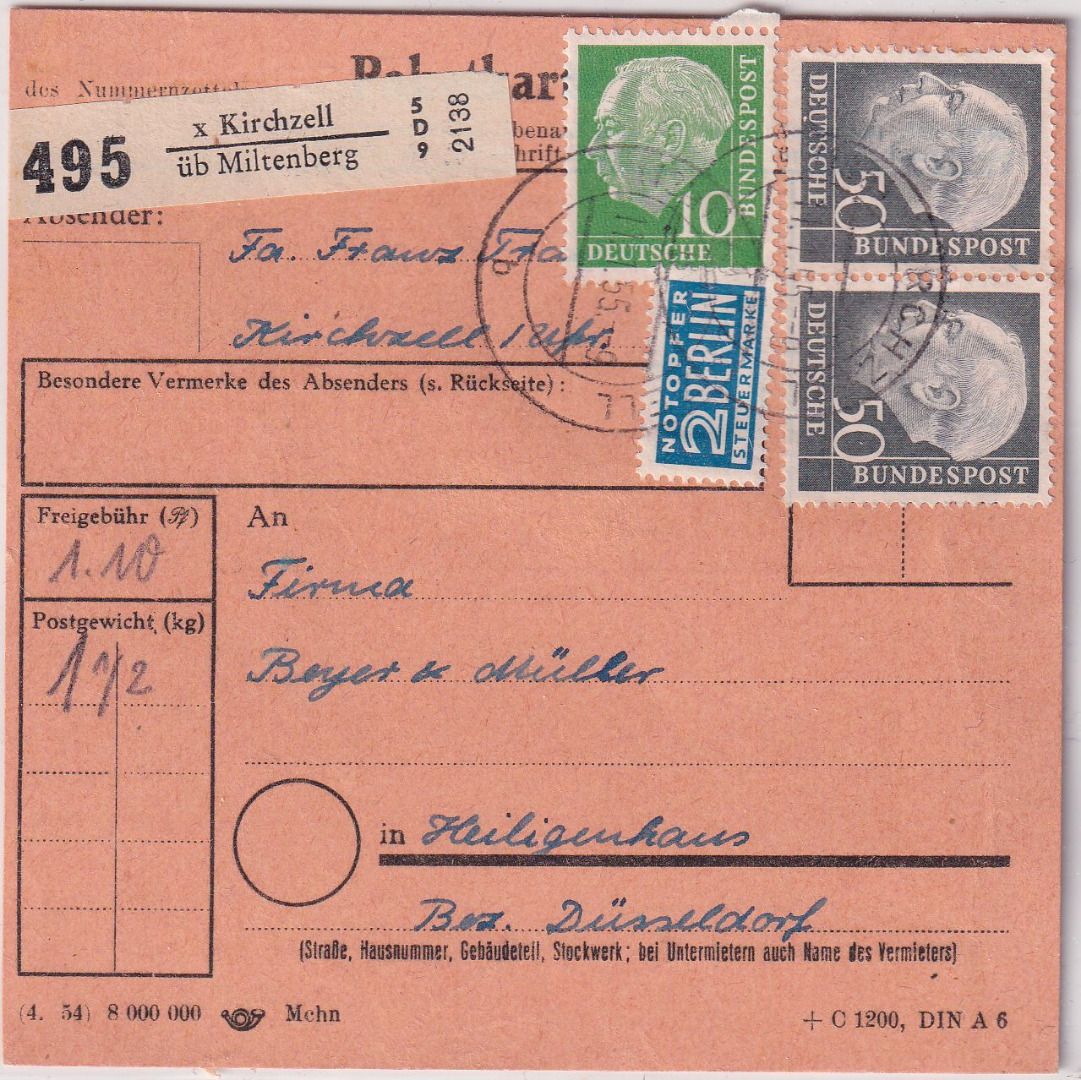 des Nummernzettel
495
x Kirchzell
üb Miltenberg
5 D 9
2138
10
DEUTSCHE
BUNDESPOST
DEUTSCHE
50
BUNDESPOST
DEUTSCHE
50
BUNDESPOST
NOTOPFER
2 BERLIN
STEUERMARKE
Absender:
Fa. Franz
Kirchzell / Ufr.
Besondere Vermerke des Absenders (s. Rückseite):
Freigebühr (Pf)
1.10
Postgewicht (kg)
1 1/2
An
Firma
Beyer & Müller
in Heiligenhaus
Bez. Düsseldorf
(Straße, Hausnummer, Gebäudeteil, Stockwerk; bei Untermietern auch Name des Vermieters)
(4. 54) 8 000 000 Mchn
+ C 1200, DIN A 6